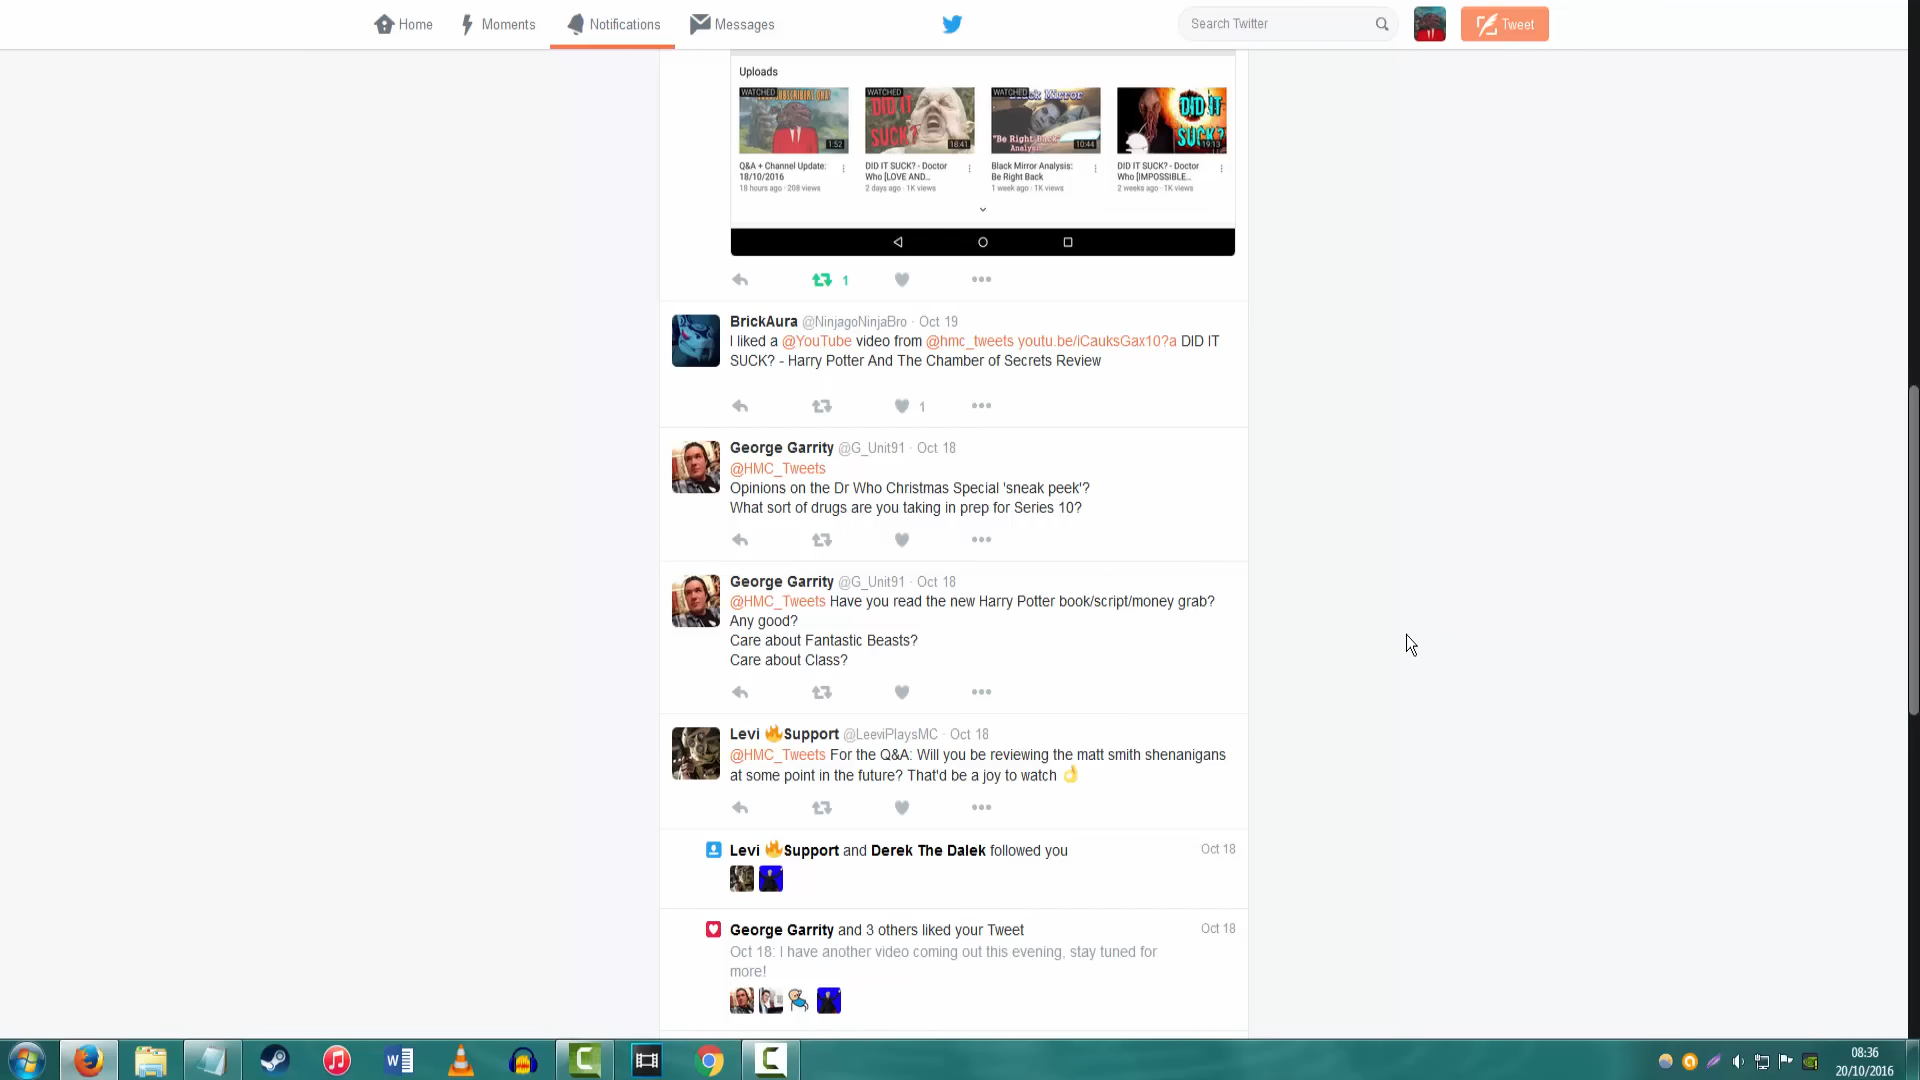 Home Moments Notifications Messages Search Twitter Tweet
Uploads
WATCHED WATCHED WATCHED
DID IT SUCK? Black Mirror DID IT SUCK?
"Be Right Back"
Analysis
1:52 18:41 10:44 19:13
Q&A + Channel Update: 18/10/2016
18 hours ago · 208 views
DID IT SUCK? - Doctor Who [LOVE AND...
2 days ago · 1K views
Black Mirror Analysis: Be Right Back
1 week ago · 1K views
DID IT SUCK? - Doctor Who [IMPOSSIBLE...
2 weeks ago · 1K views
1
BrickAura @NinjagoNinjaBro · Oct 19
I liked a @YouTube video from @hmc_tweets youtu.be/iCauksGax10?a DID IT
SUCK? - Harry Potter And The Chamber of Secrets Review
1
George Garrity @G_Unit91 · Oct 18
@HMC_Tweets
Opinions on the Dr Who Christmas Special 'sneak peek'?
What sort of drugs are you taking in prep for Series 10?
George Garrity @G_Unit91 · Oct 18
@HMC_Tweets Have you read the new Harry Potter book/script/money grab?
Any good?
Care about Fantastic Beasts?
Care about Class?
Levi 🔥Support @LeeviPlaysMC · Oct 18
@HMC_Tweets For the Q&A: Will you be reviewing the matt smith shenanigans
at some point in the future? That'd be a joy to watch 👌
Levi 🔥Support and Derek The Dalek followed you Oct 18
George Garrity and 3 others liked your Tweet Oct 18
Oct 18: I have another video coming out this evening, stay tuned for
more!
08:36
20/10/2016